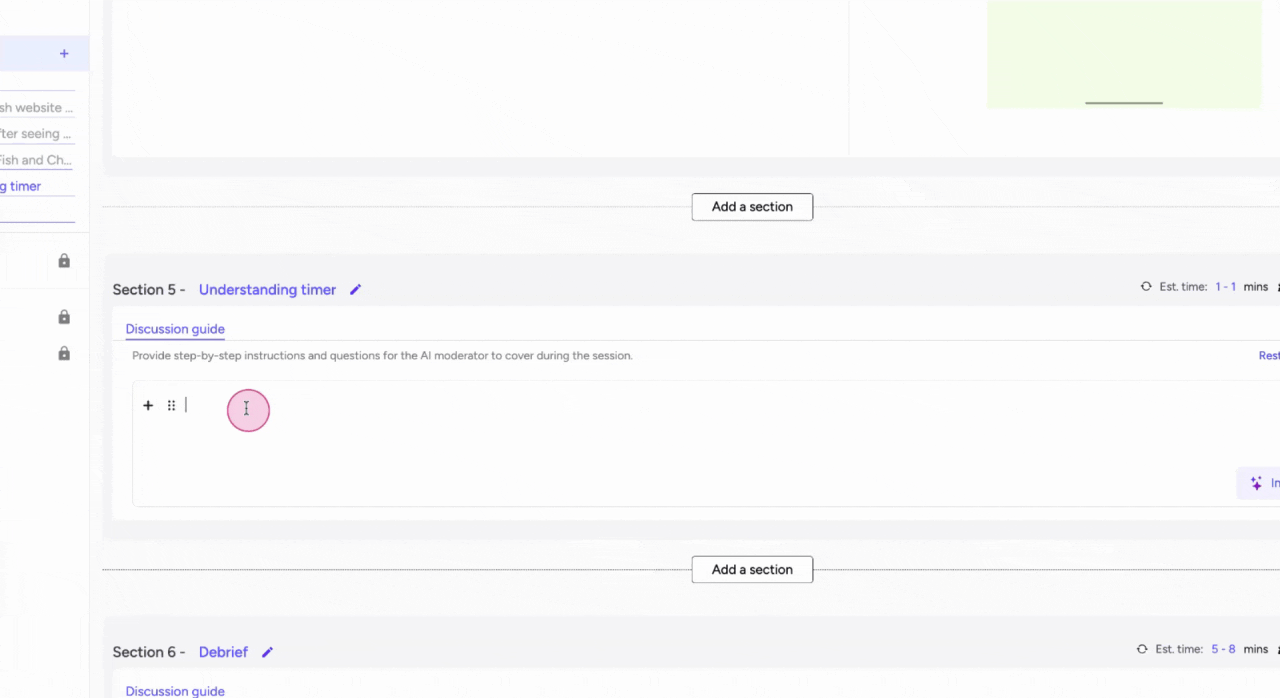 +
sh website ...
fter seeing ...
Fish and Ch...
g timer
Add a section
Section 5 - Understanding timer
Est. time: 1 - 1 mins
Discussion guide
Provide step-by-step instructions and questions for the AI moderator to cover during the session.
Rest
+
In
Add a section
Section 6 - Debrief
Est. time: 5 - 8 mins
Discussion guide